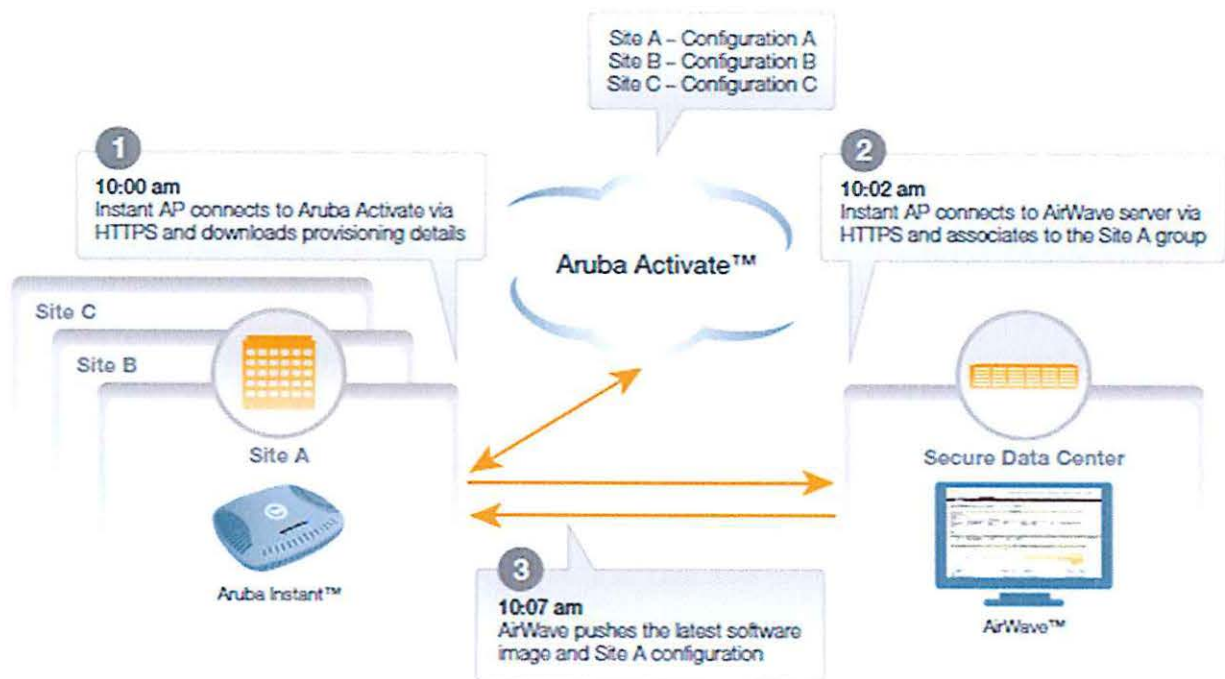 Site A – Configuration A
Site B – Configuration B
Site C – Configuration C
1
10:00 am
Instant AP connects to Aruba Activate via
HTTPS and downloads provisioning details
2
10:02 am
Instant AP connects to AirWave server via
HTTPS and associates to the Site A group
Aruba Activate™
Site C
Site B
Site A
Aruba Instant™
Secure Data Center
AirWave™
3
10:07 am
AirWave pushes the latest software
image and Site A configuration